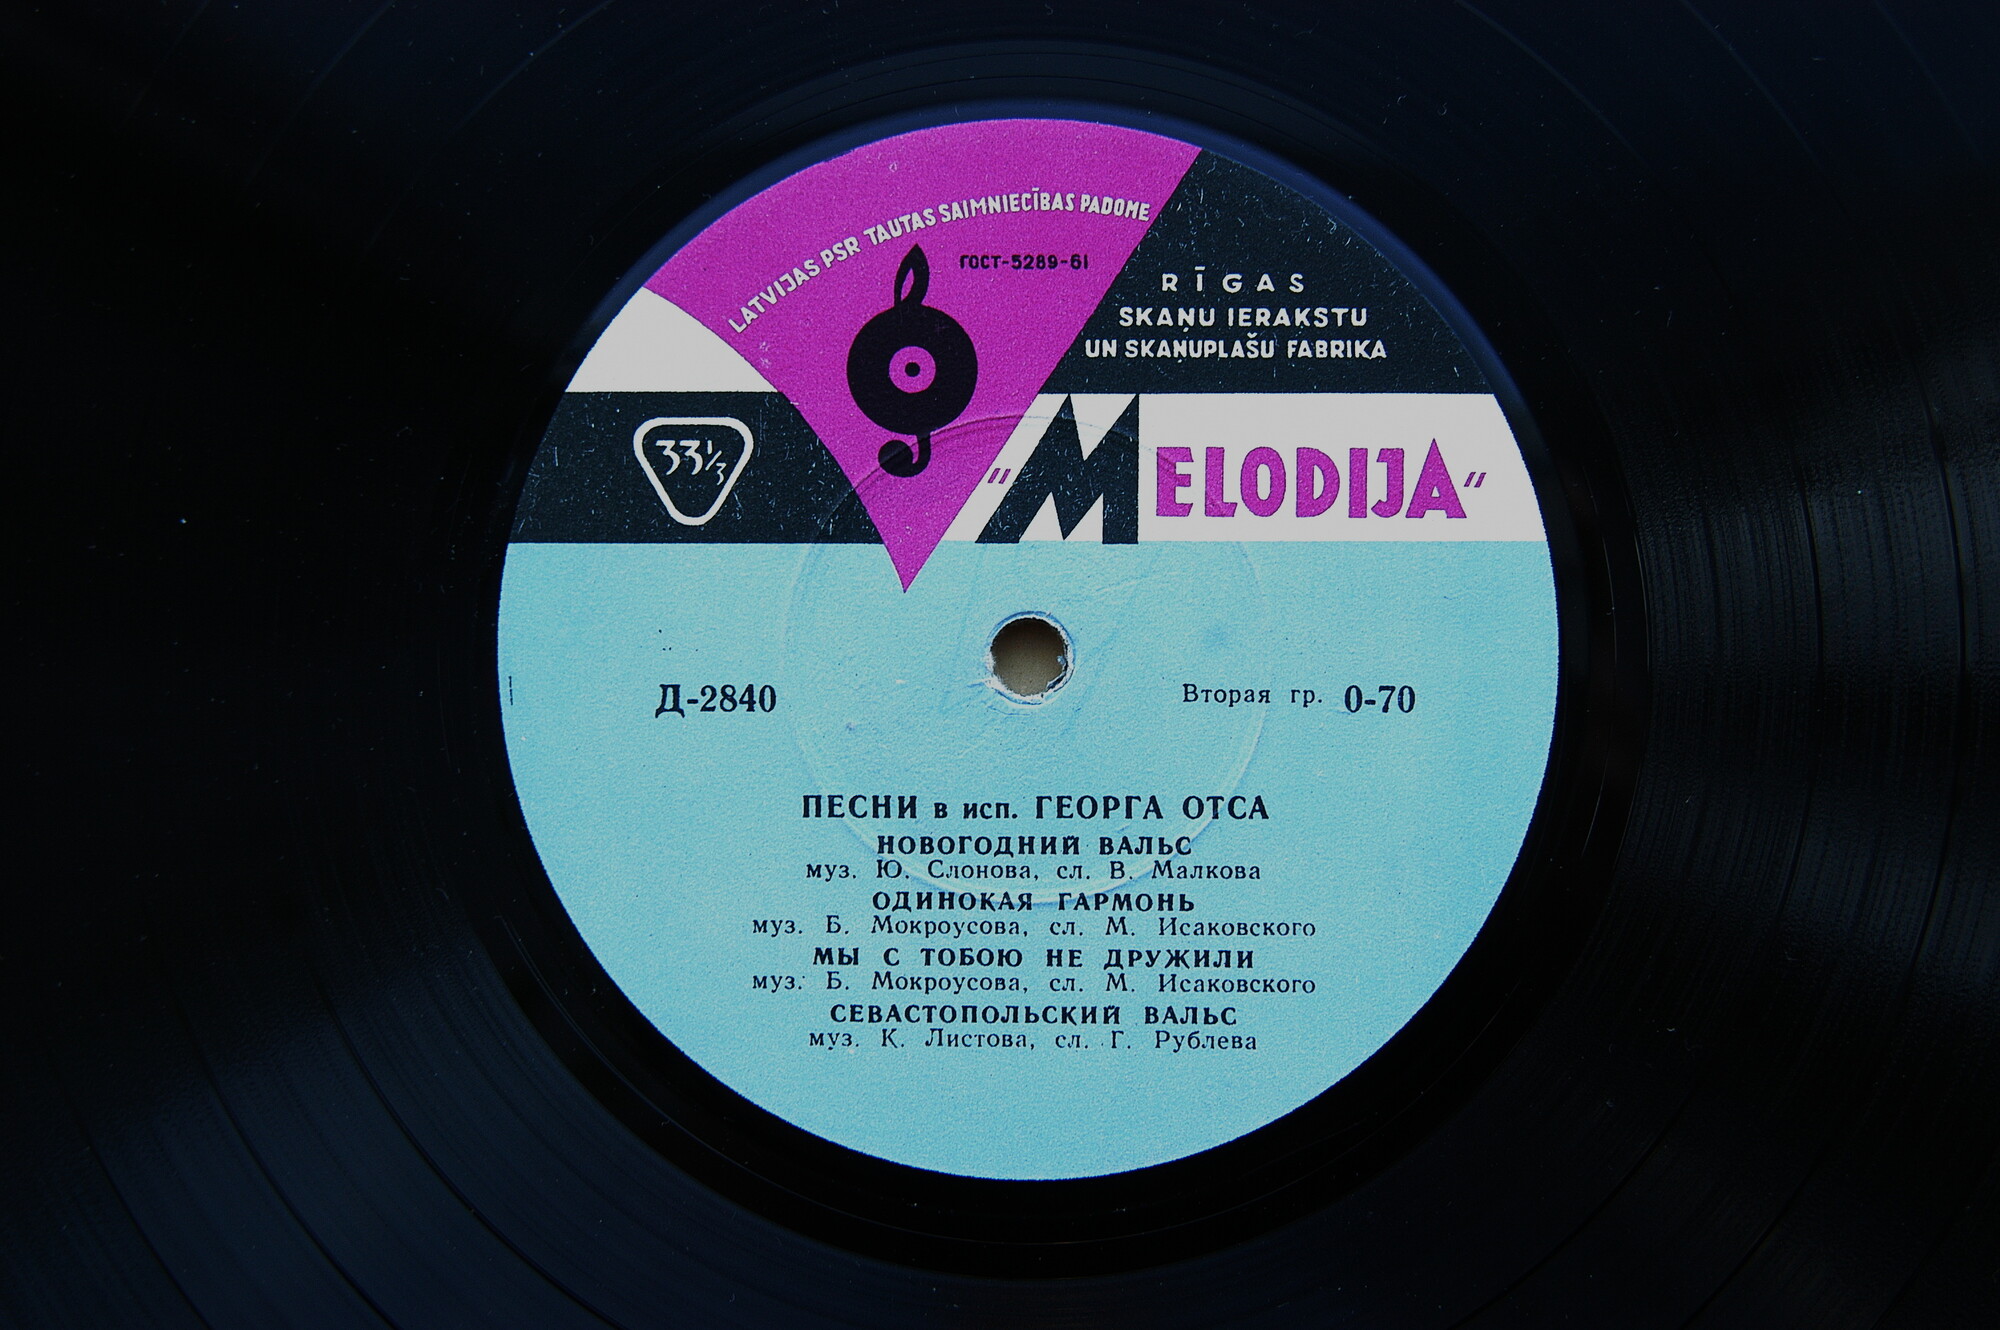 LATVIJAS PSR TAUTAS SAIMNIECĪBAS PADOME
ГОСТ-5289-61
RĪGAS
SKAŅU IERAKSTU
UN SKAŅUPLAŠU FABRIKA
33⅓
"MELODIJA"
Д-2840
Вторая гр. 0-70
ПЕСНИ в исп. ГЕОРГА ОТСА
НОВОГОДНИЙ ВАЛЬС
муз. Ю. Слонова, сл. В. Малкова
ОДИНОКАЯ ГАРМОНЬ
муз. Б. Мокроусова, сл. М. Исаковского
МЫ С ТОБОЮ НЕ ДРУЖИЛИ
муз. Б. Мокроусова, сл. М. Исаковского
СЕВАСТОПОЛЬСКИЙ ВАЛЬС
муз. К. Листова, сл. Г. Рублева